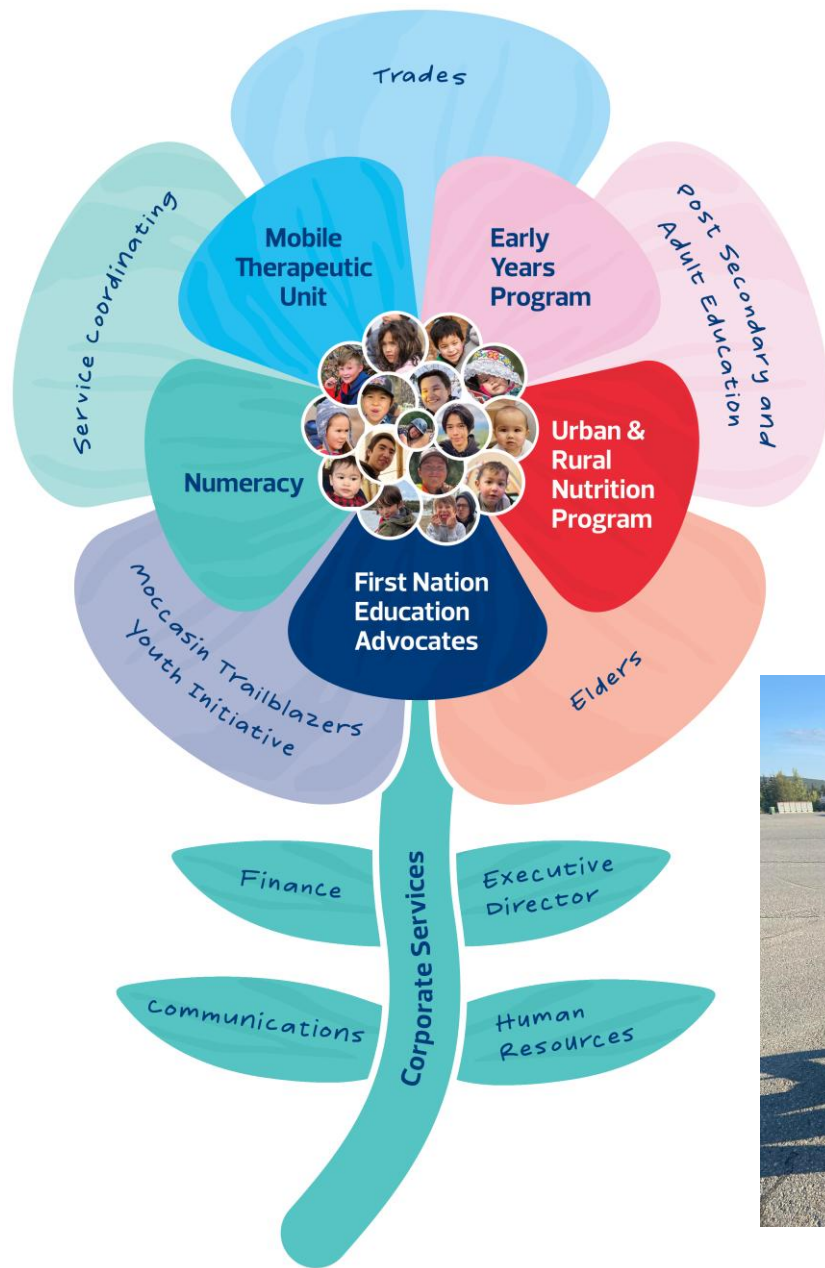 Trades
Service Coordinating
Mobile
Therapeutic
Unit
Early
Years
Program
Post Secondary and
Adult Education
Numeracy
Urban &
Rural
Nutrition
Program
First Nation
Education
Advocates
Moccasin Trailblazers
Youth Initiative
Elders
Corporate Services
Finance
Executive
Director
Communications
Human
Resources